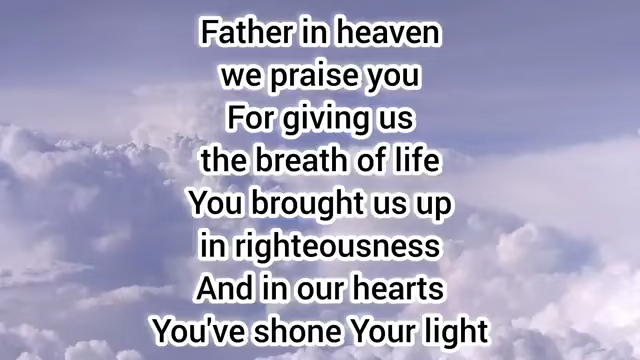 Father in heaven
we praise you
For giving us
the breath of life
You brought us up
in righteousness
And in our hearts
You've shone Your light